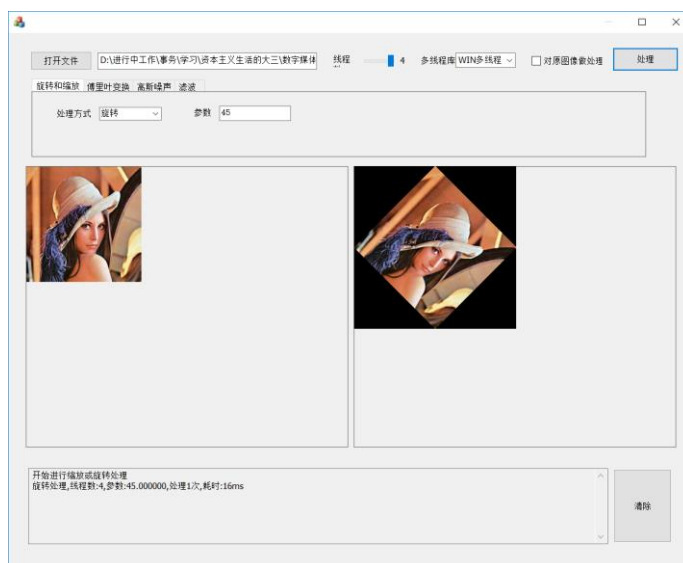 打开文件
D:\进行中工作\事务\学习\资本主义生活的大三\数字媒体
线程
4
多线程库
WIN多线程
对原图像做处理
处理
旋转和缩放
傅里叶变换
高斯噪声
滤波
处理方式
旋转
参数
45
开始进行缩放或旋转处理
旋转处理,线程数:4,参数:45.000000,处理1次,耗时:16ms
清除